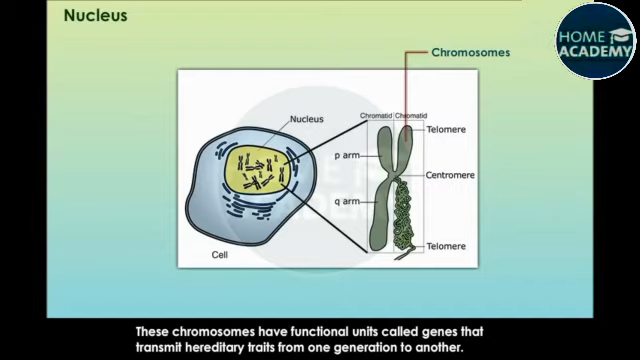 Nucleus
HOME
ACADEMY
Chromosomes
Chromatid Chromatid
Nucleus
Telomere
p arm
Centromere
q arm
Telomere
Cell
These chromosomes have functional units called genes that
transmit hereditary traits from one generation to another.